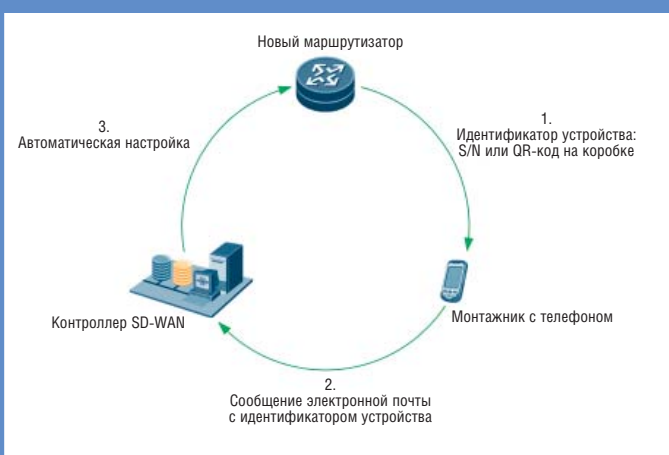 Новый маршрутизатор
1.
Идентификатор устройства:
S/N или QR-код на коробке
3.
Автоматическая настройка
Монтажник с телефоном
Контроллер SD-WAN
2.
Сообщение электронной почты
с идентификатором устройства